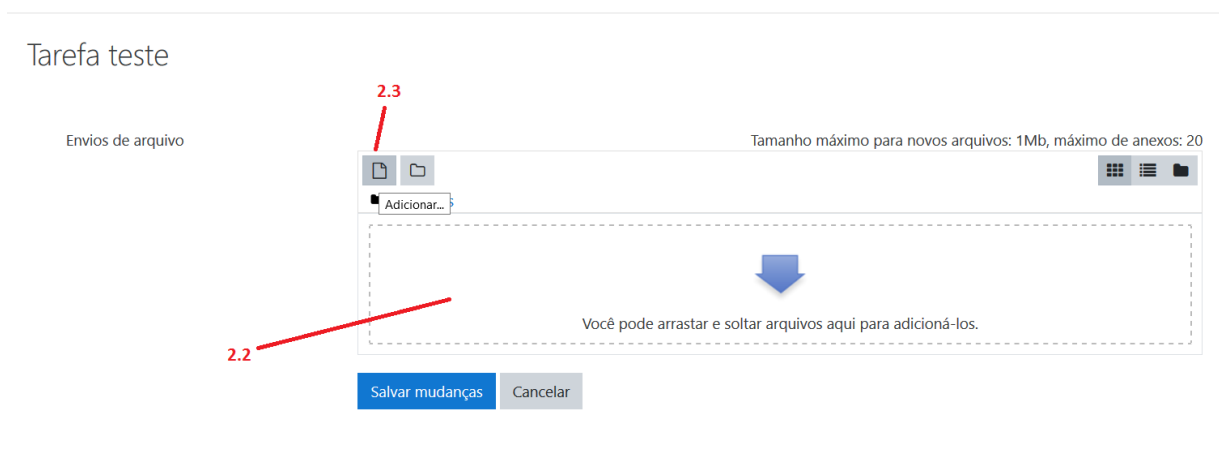 Tarefa teste
2.3
Envios de arquivo
Tamanho máximo para novos arquivos: 1Mb, máximo de anexos: 20
Adicionar...
Você pode arrastar e soltar arquivos aqui para adicioná-los.
2.2
Salvar mudanças Cancelar